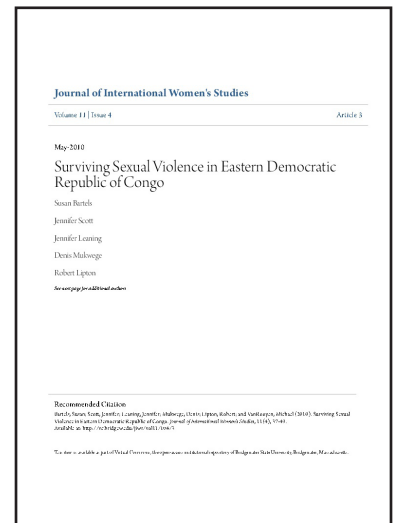 Journal of International Women's Studies
Volume 11 | Issue 4
Article 3
May-2010
Surviving Sexual Violence in Eastern Democratic
Republic of Congo
Susan Bartels
Jennifer Scott
Jennifer Leaning
Denis Mukwege
Robert Lipton
See next page for additional authors
Recommended Citation
Bartels, Susan; Scott, Jennifer; Leaning, Jennifer; Mukwege, Denis; Lipton, Robert; and VanRooyen, Michael (2010). Surviving Sexual
Violence in Eastern Democratic Republic of Congo. Journal of International Women's Studies, 11(4), 37-49.
Available at: http://vc.bridgew.edu/jiws/vol11/iss4/3
This item is available as part of Virtual Commons, the open-access institutional repository of Bridgewater State University, Bridgewater, Massachusetts.